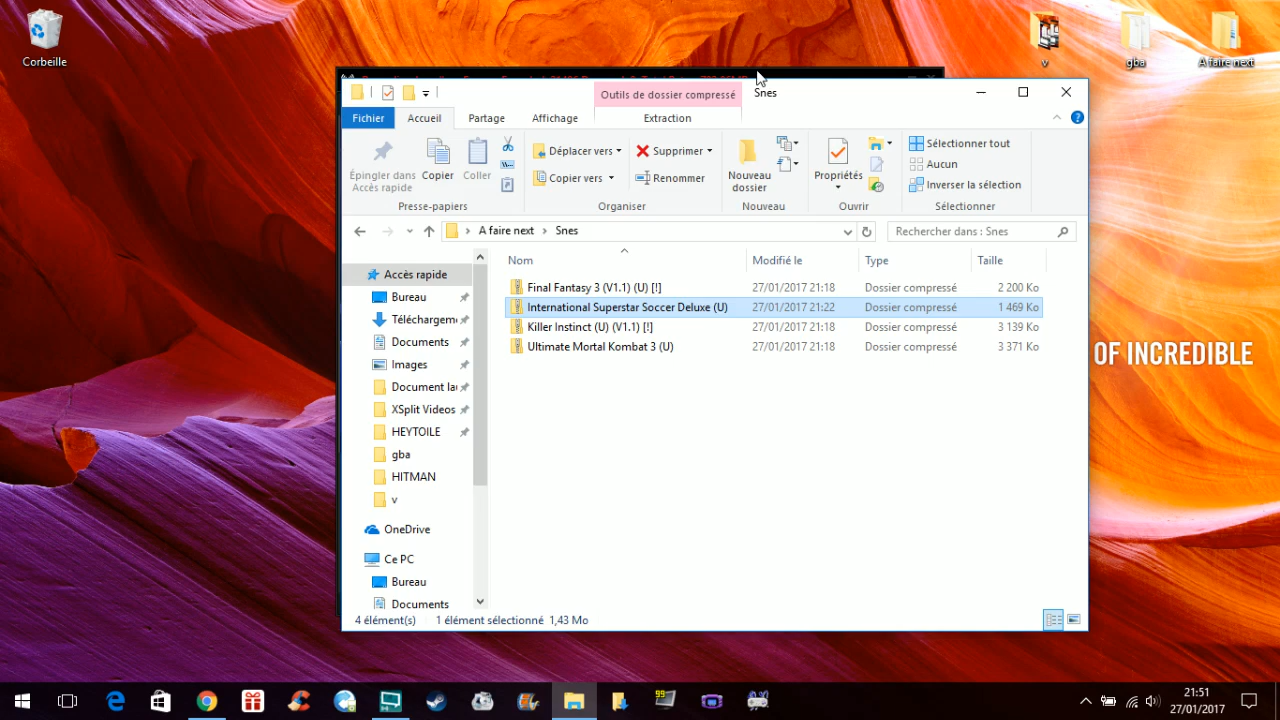 Corbeille
v
gba
A faire next
Outils de dossier compressé
Snes
Fichier
Accueil
Partage
Affichage
Extraction
Épingler dans
Accès rapide
Copier
Coller
Déplacer vers
Copier vers
Supprimer
Renommer
Nouveau
dossier
Propriétés
Sélectionner tout
Aucun
Inverser la sélection
Presse-papiers
Organiser
Nouveau
Ouvrir
Sélectionner
A faire next > Snes
Rechercher dans : Snes
Nom
Modifié le
Type
Taille
Final Fantasy 3 (V1.1) (U) [!] 27/01/2017 21:18 Dossier compressé 2 200 Ko
International Superstar Soccer Deluxe (U) 27/01/2017 21:22 Dossier compressé 1 469 Ko
Killer Instinct (U) (V1.1) [!] 27/01/2017 21:18 Dossier compressé 3 139 Ko
Ultimate Mortal Kombat 3 (U) 27/01/2017 21:18 Dossier compressé 3 371 Ko
Accès rapide
Bureau
Téléchargem
Documents
Images
Document la
XSplit Videos
HEYTOILE
gba
HITMAN
v
OneDrive
Ce PC
Bureau
Documents
4 élément(s) 1 élément sélectionné 1,43 Mo
OF INCREDIBLE
99
21:51
27/01/2017